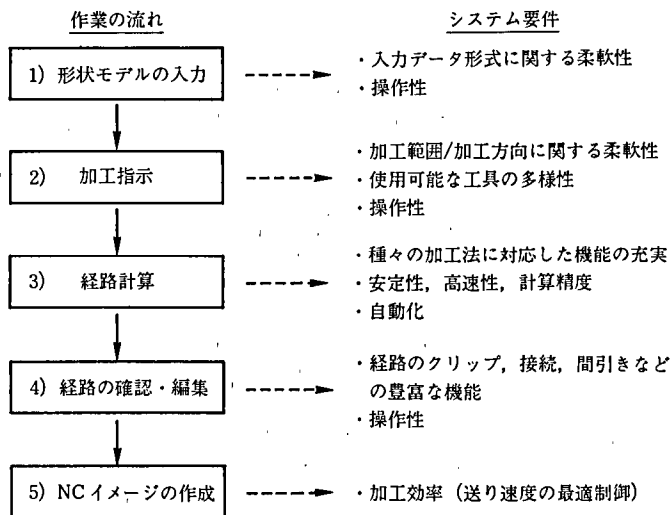 作業の流れ
システム要件
1) 形状モデルの入力
・入力データ形式に関する柔軟性
・操作性
2) 加工指示
・加工範囲/加工方向に関する柔軟性
・使用可能な工具の多様性
・操作性
3) 経路計算
・種々の加工法に対応した機能の充実
・安定性，高速性，計算精度
・自動化
4) 経路の確認・編集
・経路のクリップ，接続，間引きなど
の豊富な機能
・操作性
5) NCイメージの作成
・加工効率（送り速度の最適制御）